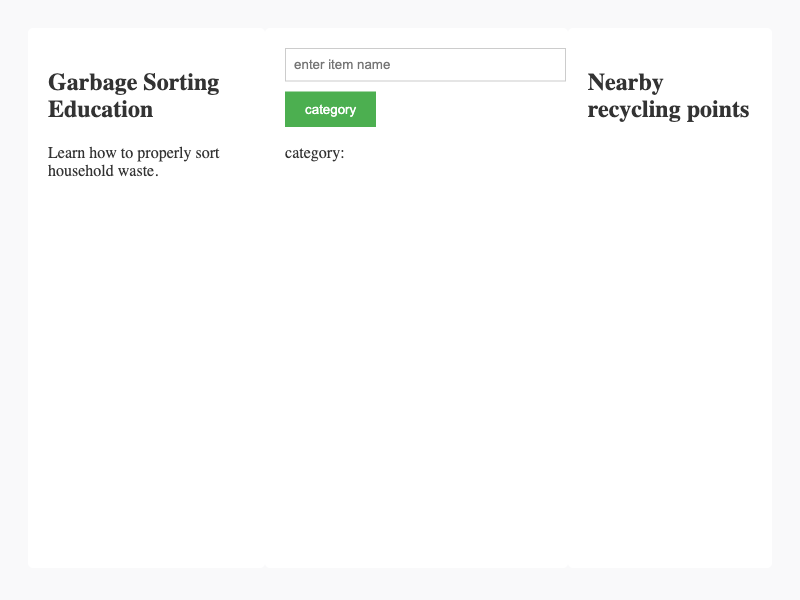 Garbage Sorting
Education
Learn how to properly sort
household waste.
enter item name
category
category:
Nearby
recycling points